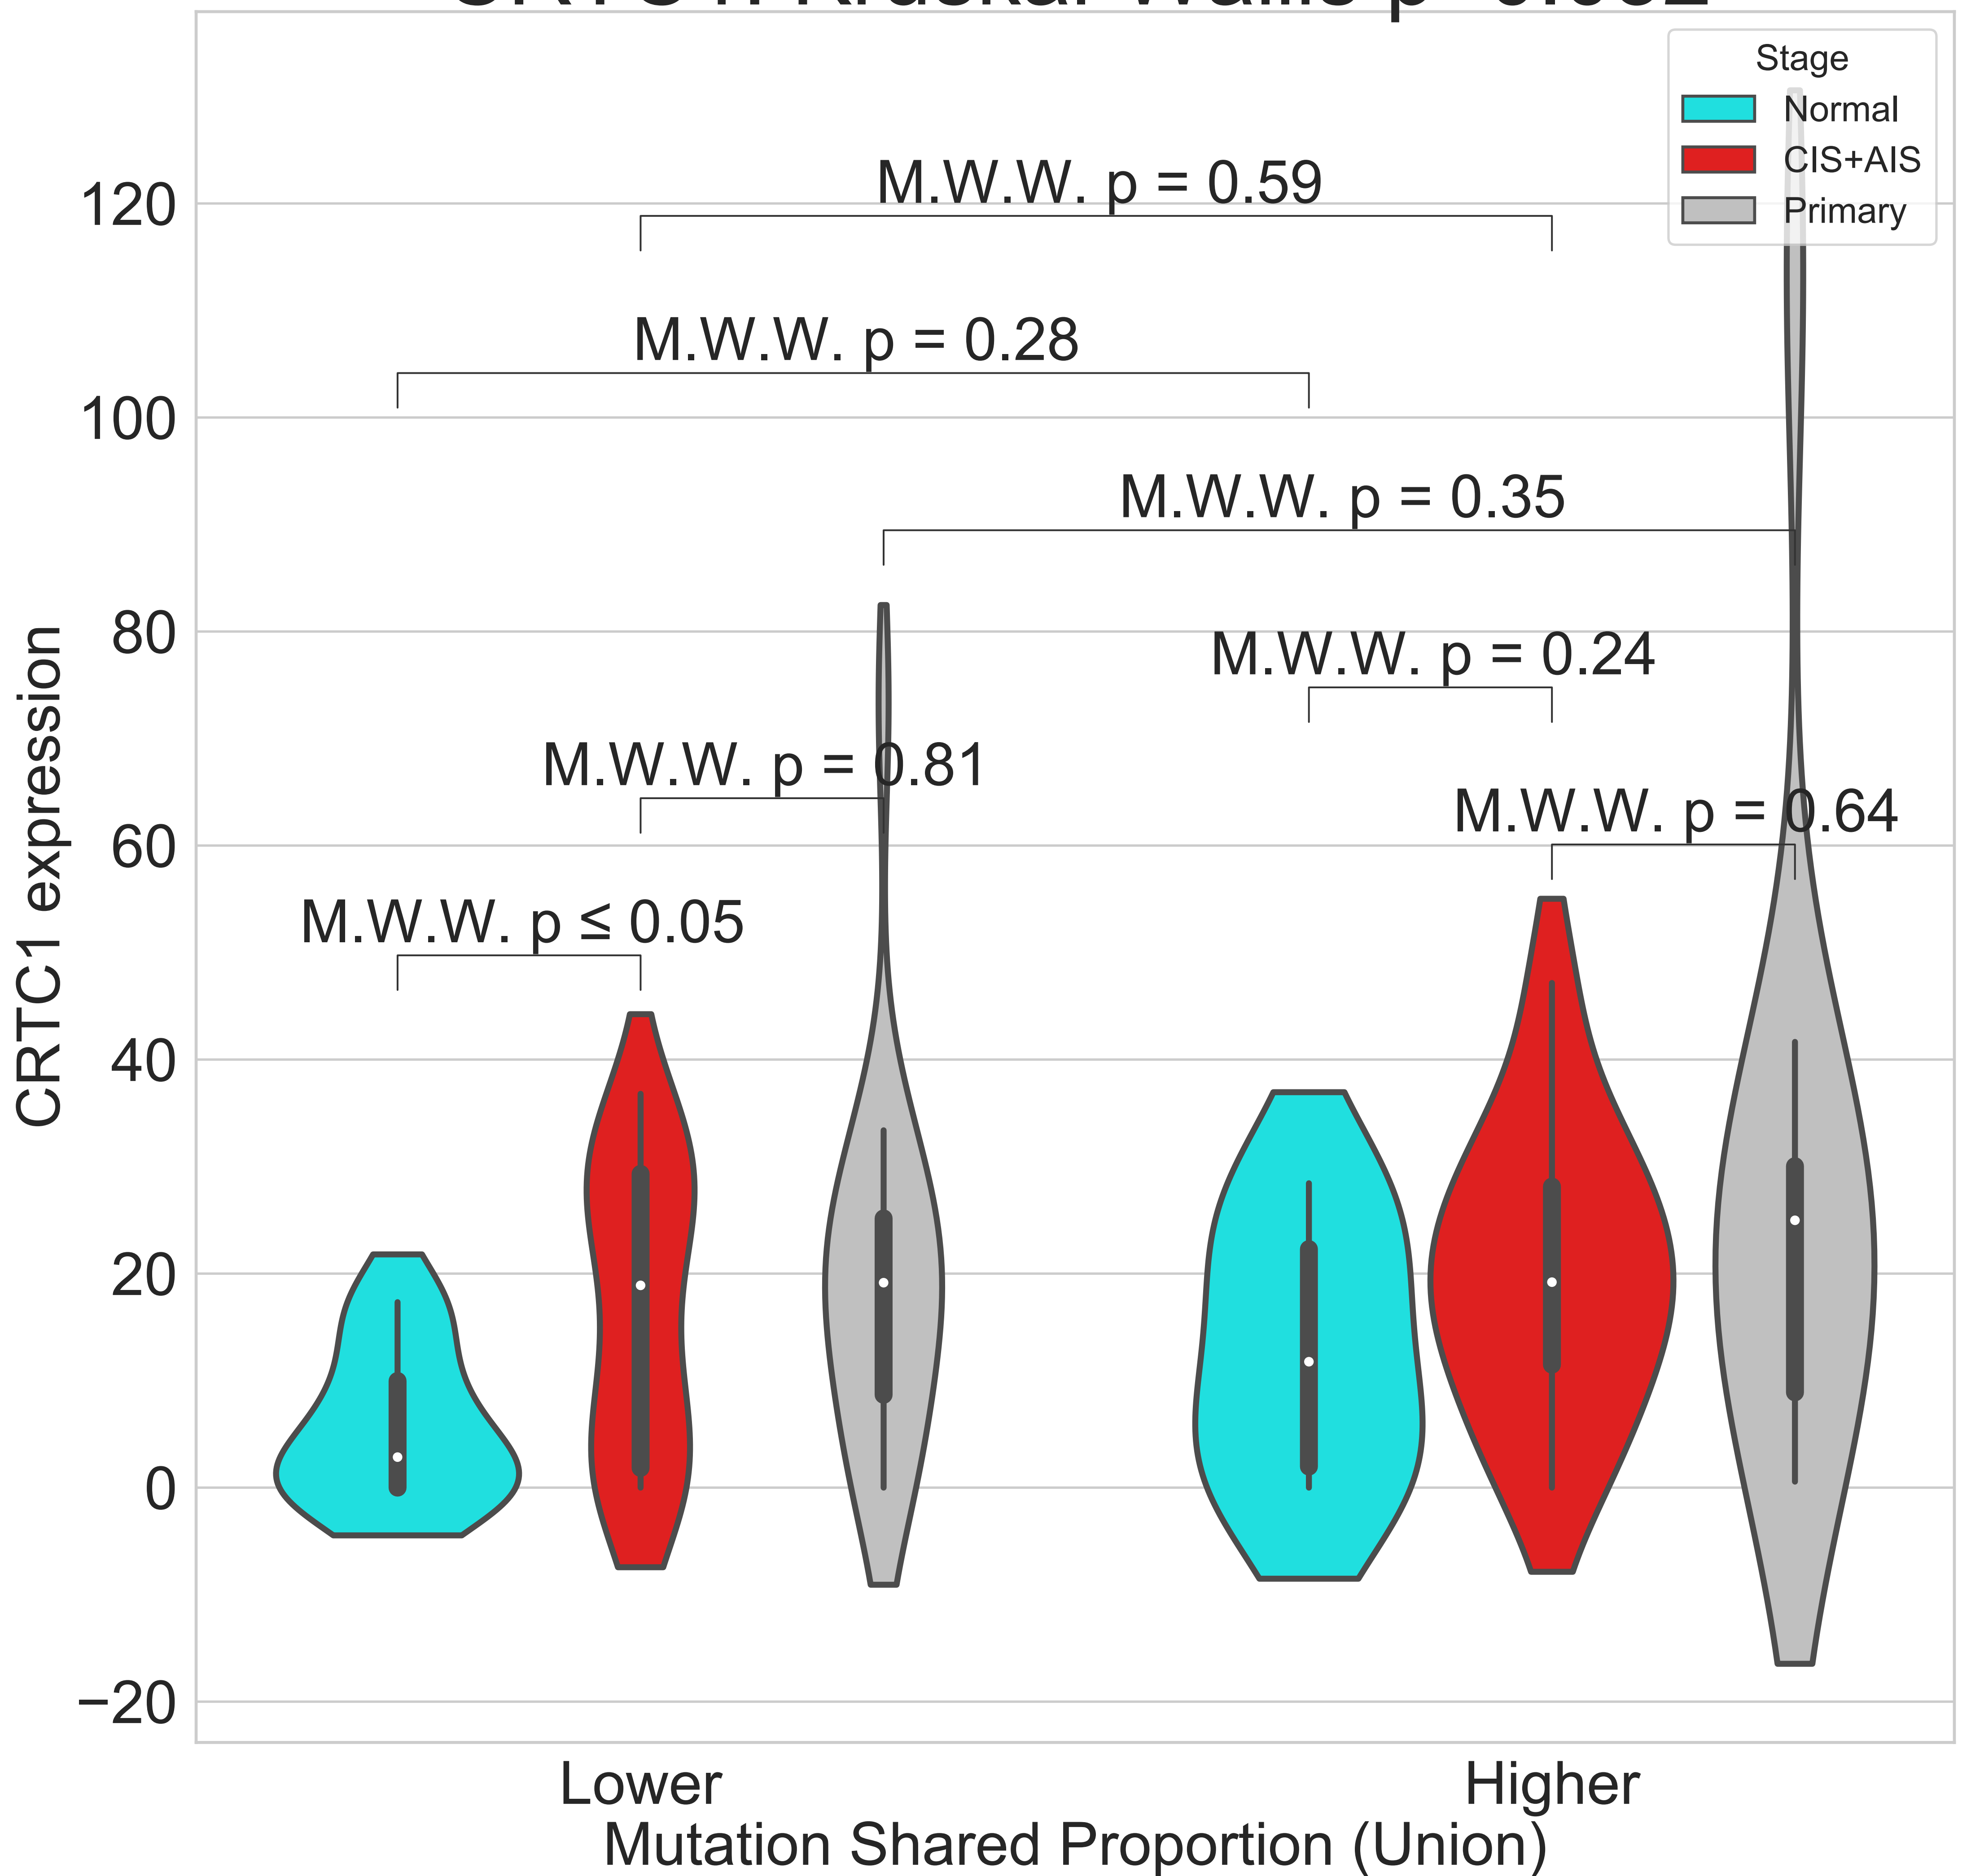 Stage
Normal
CIS+AIS
Primary
M.W.W. p = 0.59
M.W.W. p = 0.28
M.W.W. p = 0.35
M.W.W. p = 0.24
M.W.W. p = 0.81
M.W.W. p = 0.64
M.W.W. p ≤ 0.05
120
100
80
60
40
20
0
−20
CRTC1 expression
Lower
Higher
Mutation Shared Proportion (Union)